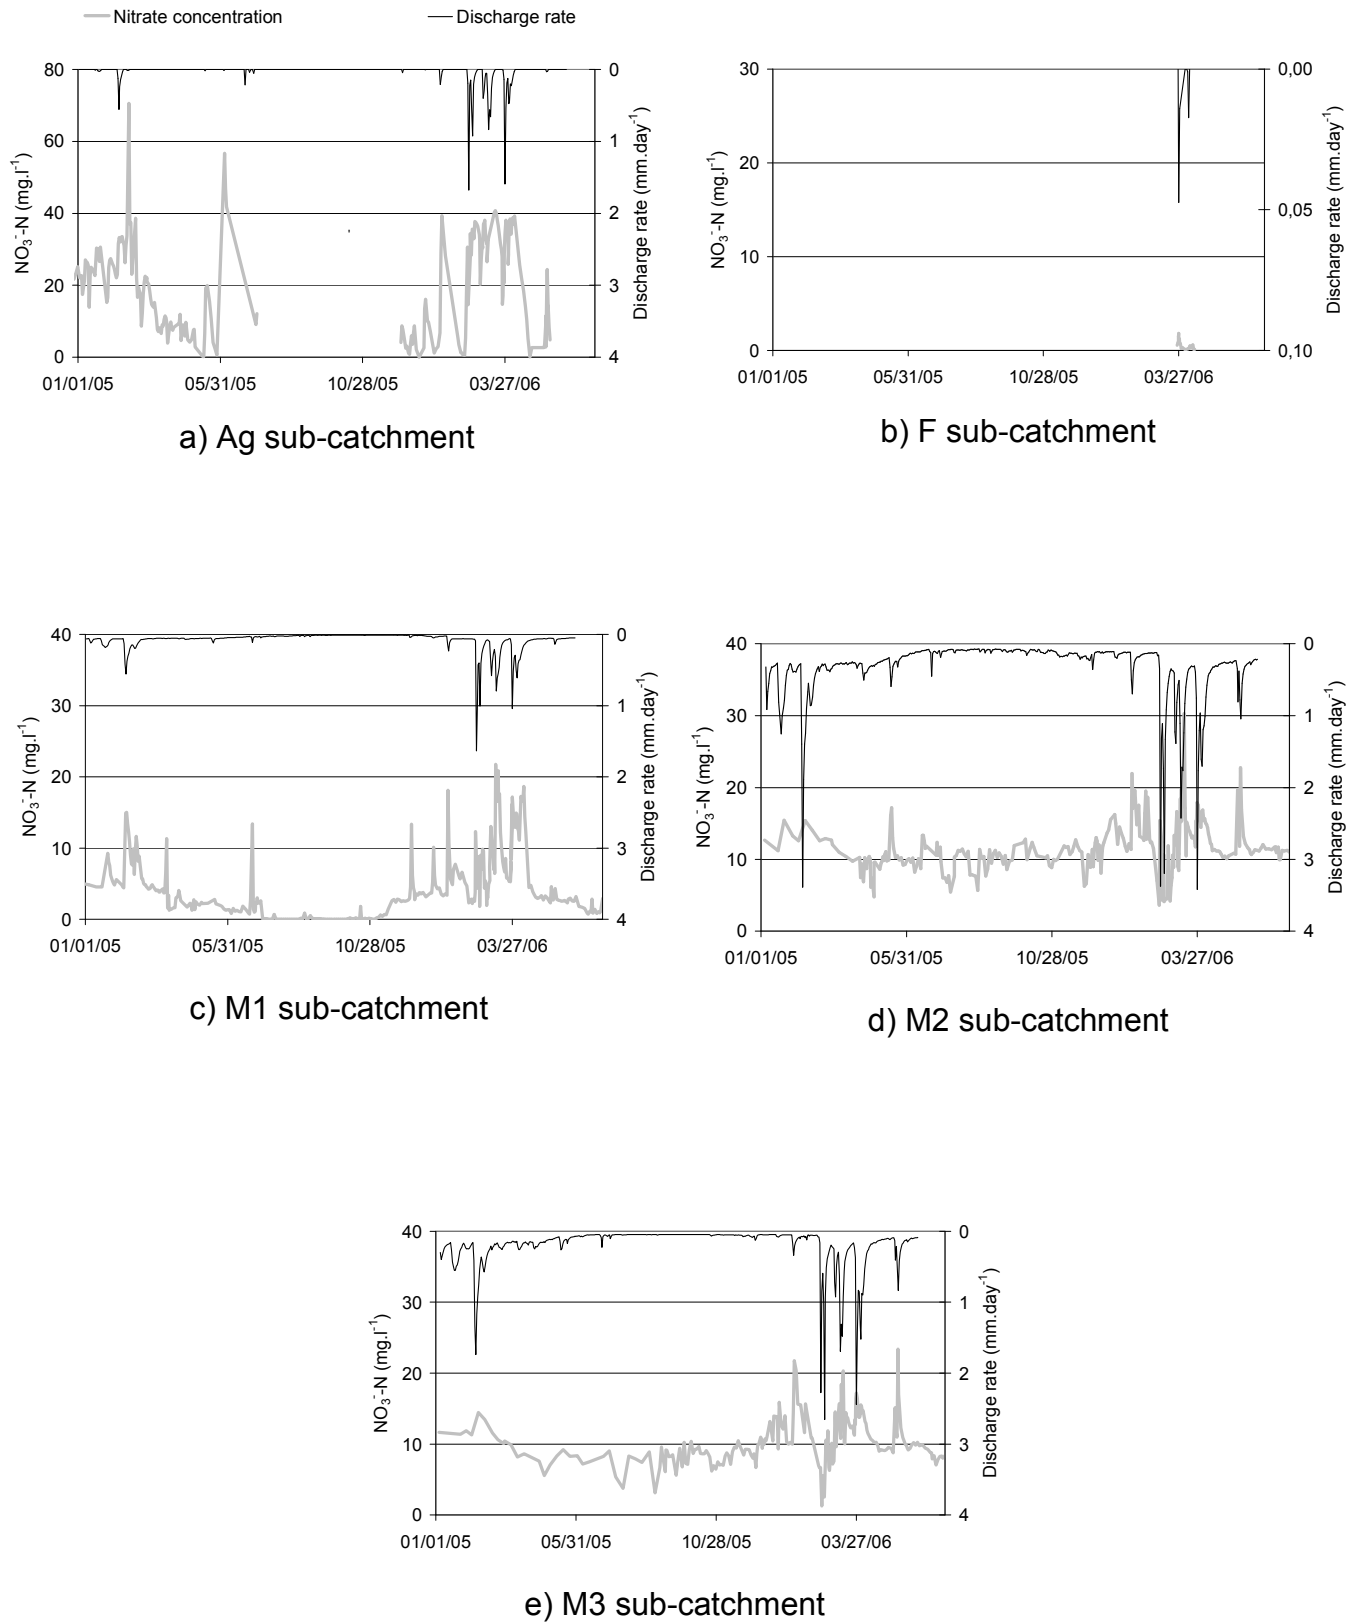 Nitrate concentration
Discharge rate
80
60
40
20
0
NO₃⁻-N (mg.l⁻¹)
0
1
2
3
4
Discharge rate (mm.day⁻¹)
01/01/05 05/31/05 10/28/05 03/27/06
a) Ag sub-catchment
30
20
10
0
NO₃⁻-N (mg.l⁻¹)
0,00
0,05
0,10
Discharge rate (mm.day⁻¹)
01/01/05 05/31/05 10/28/05 03/27/06
b) F sub-catchment
40
30
20
10
0
NO₃⁻-N (mg.l⁻¹)
0
1
2
3
4
Discharge rate (mm.day⁻¹)
01/01/05 05/31/05 10/28/05 03/27/06
c) M1 sub-catchment
40
30
20
10
0
NO₃⁻-N (mg.l⁻¹)
0
1
2
3
4
Discharge rate (mm.day⁻¹)
01/01/05 05/31/05 10/28/05 03/27/06
d) M2 sub-catchment
40
30
20
10
0
NO₃⁻-N (mg.l⁻¹)
0
1
2
3
4
Discharge rate (mm.day⁻¹)
01/01/05 05/31/05 10/28/05 03/27/06
e) M3 sub-catchment